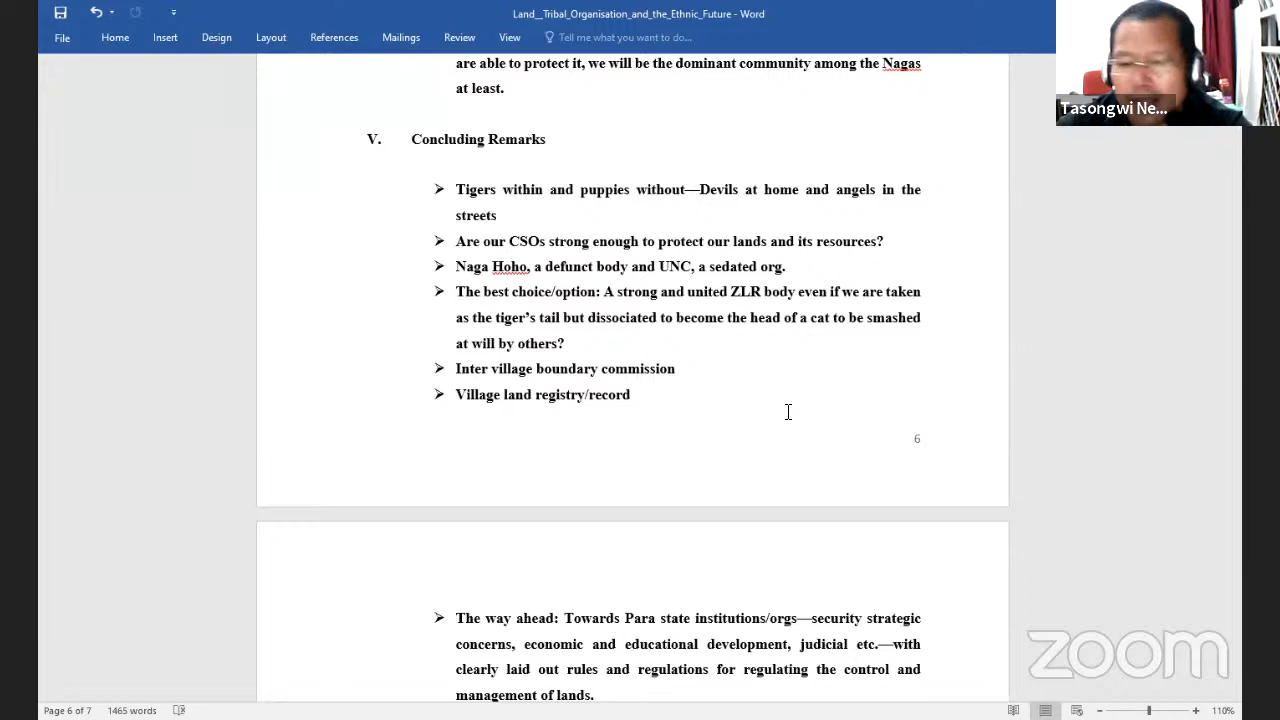 Land__Tribal_Organisation_and_the_Ethnic_Future - Word
File Home Insert Design Layout References Mailings Review View Tell me what you want to do...
Tasongwi Ne...
are able to protect it, we will be the dominant community among the Nagas
at least.
V. Concluding Remarks
➢ Tigers within and puppies without—Devils at home and angels in the
streets
➢ Are our CSOs strong enough to protect our lands and its resources?
➢ Naga Hoho, a defunct body and UNC, a sedated org.
➢ The best choice/option: A strong and united ZLR body even if we are taken
as the tiger’s tail but dissociated to become the head of a cat to be smashed
at will by others?
➢ Inter village boundary commission
➢ Village land registry/record
6
➢ The way ahead: Towards Para state institutions/orgs—security strategic
concerns, economic and educational development, judicial etc.—with
clearly laid out rules and regulations for regulating the control and
management of lands.
zoom
Page 6 of 7 1465 words 110%